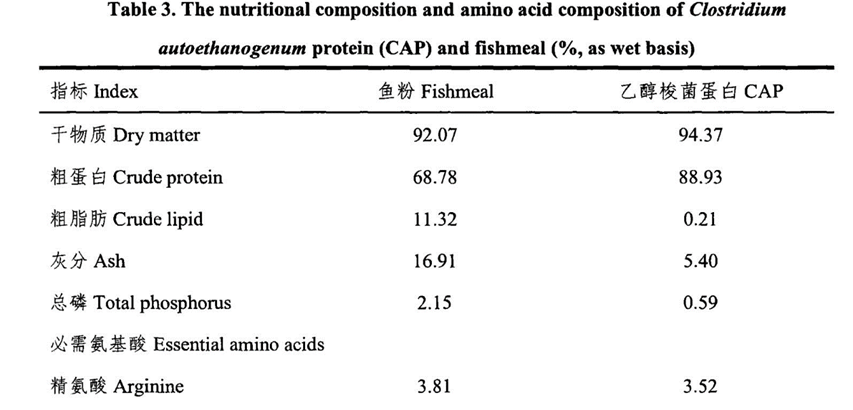 Table 3. The nutritional composition and amino acid composition of Clostridium
autoethanogenum protein (CAP) and fishmeal (%, as wet basis)
指标 Index 鱼粉 Fishmeal 乙醇梭菌蛋白 CAP
干物质 Dry matter 92.07 94.37
粗蛋白 Crude protein 68.78 88.93
粗脂肪 Crude lipid 11.32 0.21
灰分 Ash 16.91 5.40
总磷 Total phosphorus 2.15 0.59
必需氨基酸 Essential amino acids
精氨酸 Arginine 3.81 3.52